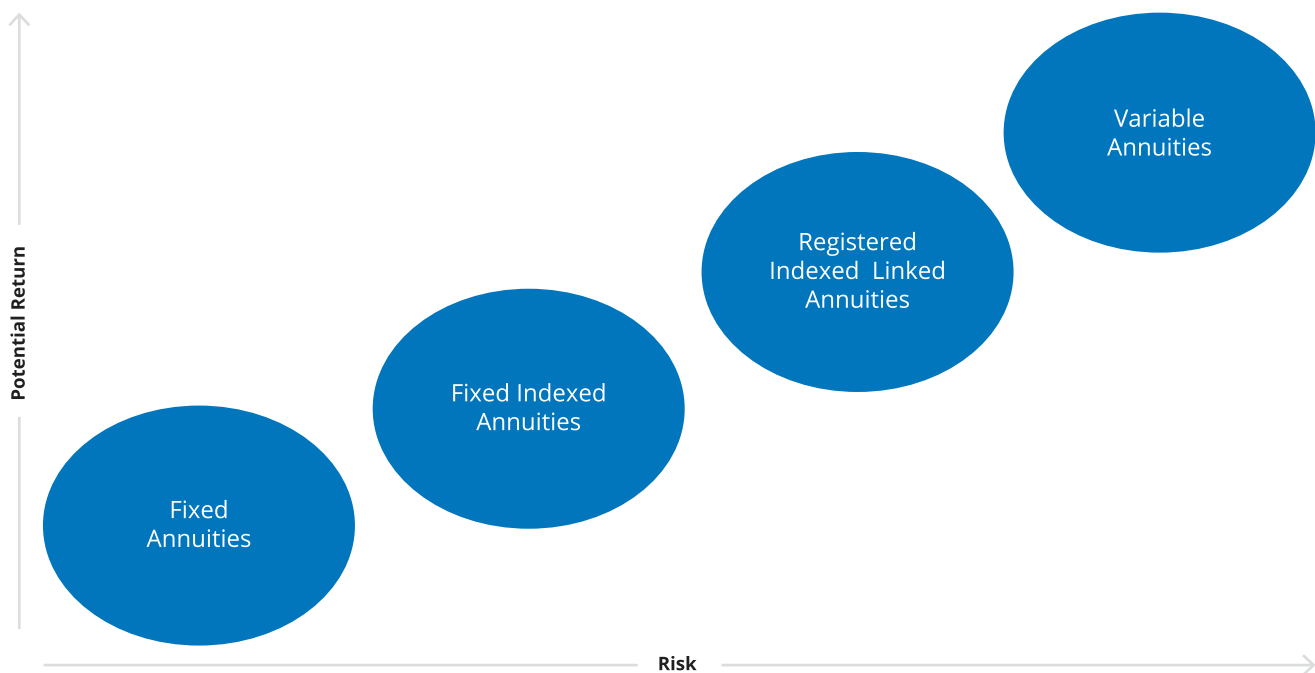 Potential Return
Variable
Annuities
Registered
Indexed  Linked
Annuities
Fixed Indexed
Annuities
Fixed
Annuities
Risk